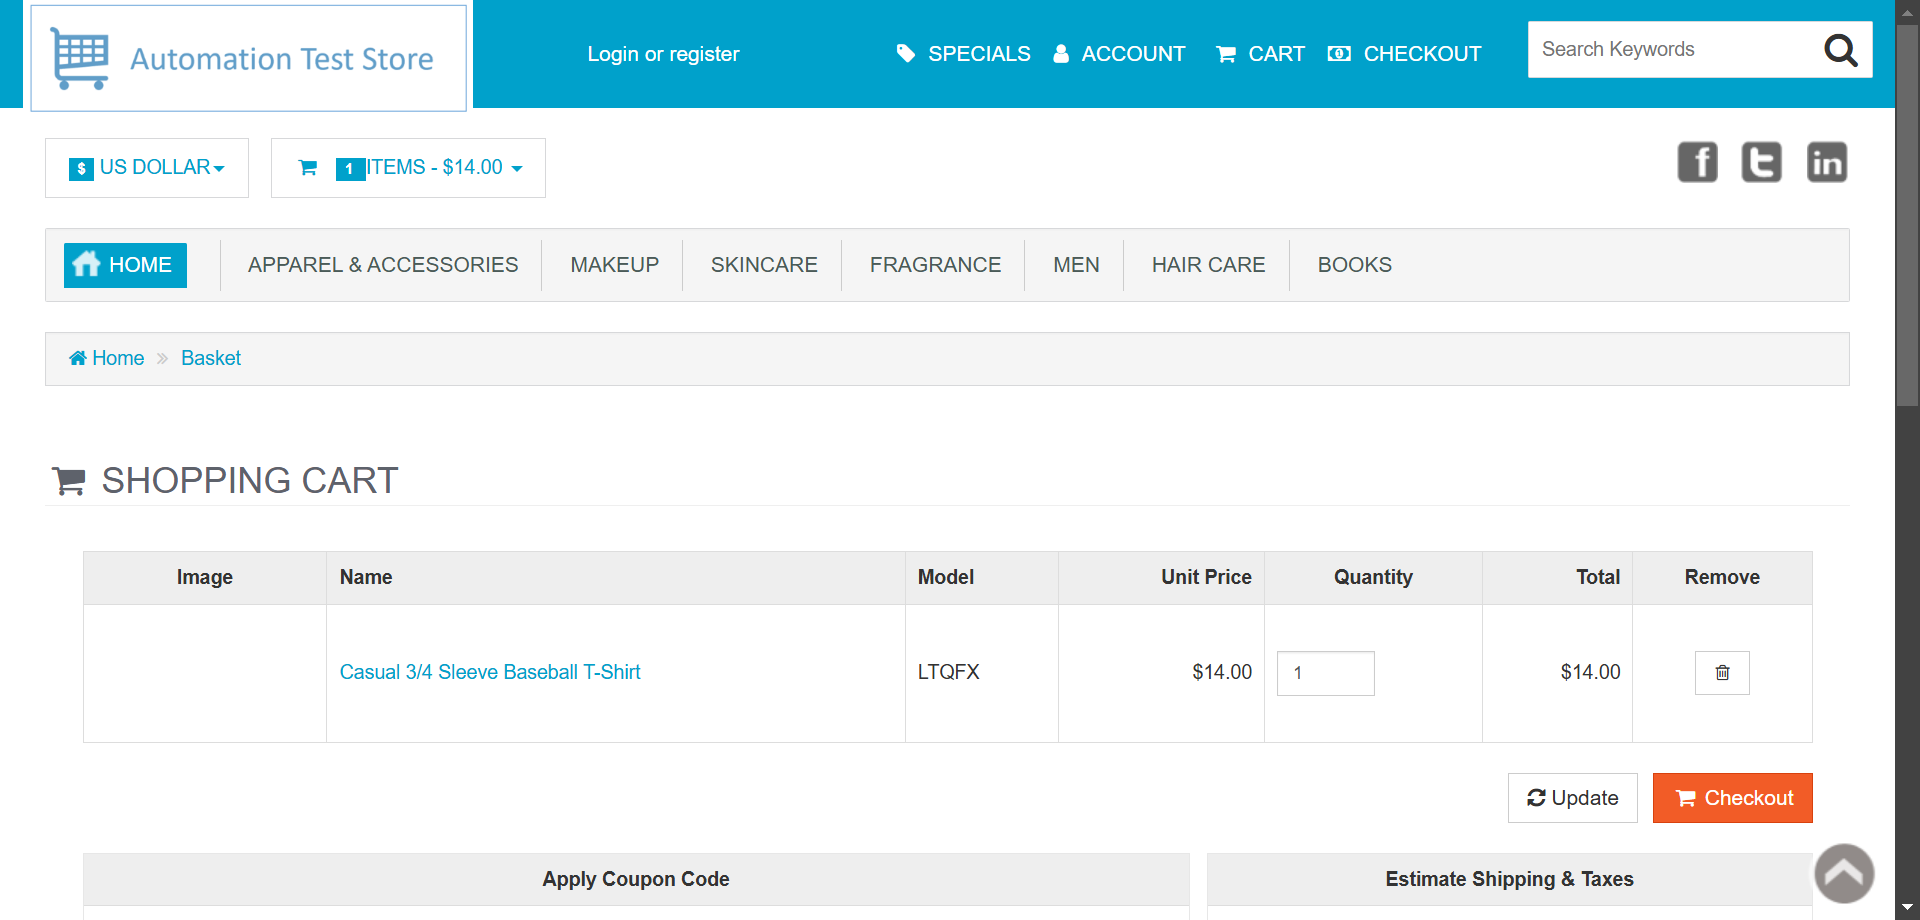 Automation Test Store
Login or register
SPECIALS
ACCOUNT
CART
CHECKOUT
Search Keywords
$ US DOLLAR
1 ITEMS - $14.00
HOME
APPAREL & ACCESSORIES
MAKEUP
SKINCARE
FRAGRANCE
MEN
HAIR CARE
BOOKS
Home » Basket
SHOPPING CART
Image Name Model Unit Price Quantity Total Remove
Casual 3/4 Sleeve Baseball T-Shirt LTQFX $14.00 1 $14.00
Update
Checkout
Apply Coupon Code
Estimate Shipping & Taxes